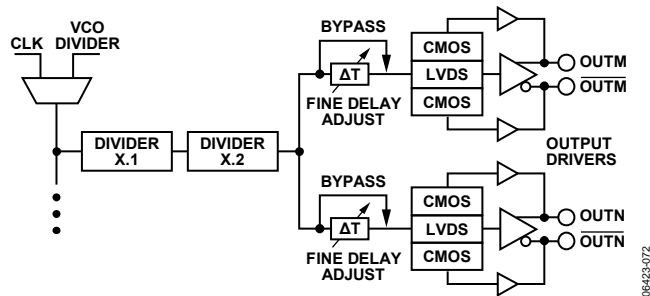 VCO
CLK DIVIDER
DIVIDER
X.1
DIVIDER
X.2
BYPASS
ΔT
FINE DELAY
ADJUST
CMOS
LVDS
CMOS
OUTM
OUTM
OUTPUT
DRIVERS
BYPASS
ΔT
FINE DELAY
ADJUST
CMOS
LVDS
CMOS
OUTN
OUTN
06423-072